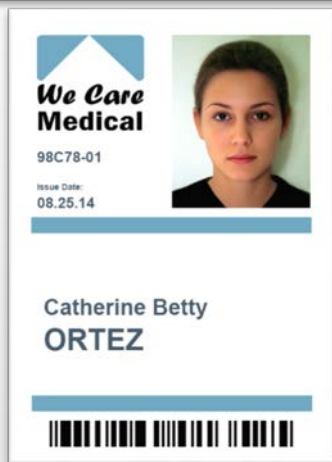 We Care
Medical
98C78-01
Issue Date:
08.25.14
Catherine Betty
ORTEZ